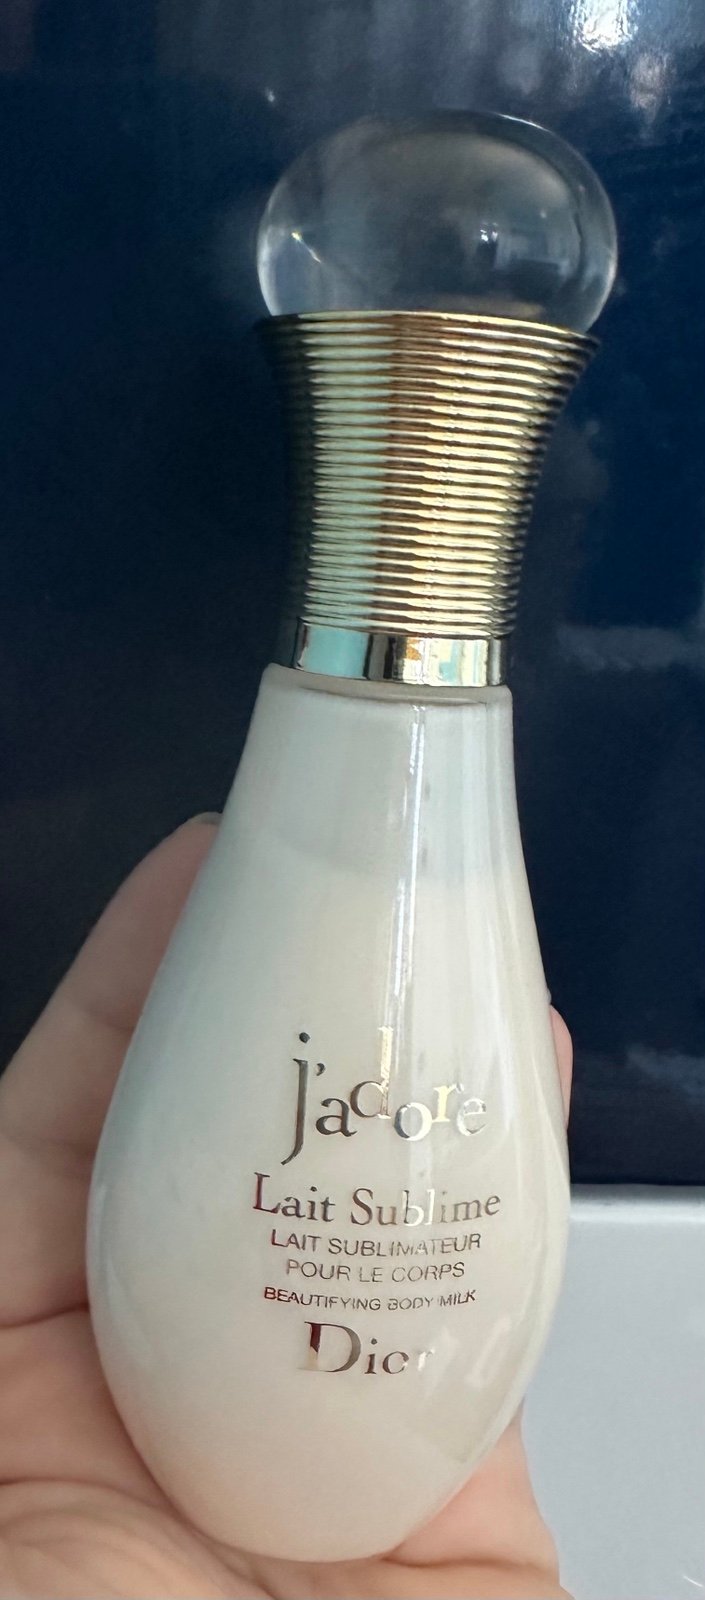 j'adore
Lait Sublime
LAIT SUBLIMATEUR
POUR LE CORPS
BEAUTIFYING BODY MILK
Dior